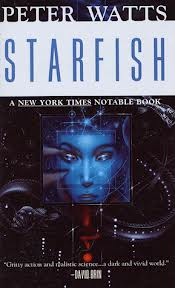 PETER WATTS
STARFISH
A NEW YORK TIMES NOTABLE BOOK
"Gritty action and realistic science...a dark and vivid world."
—DAVID BRIN